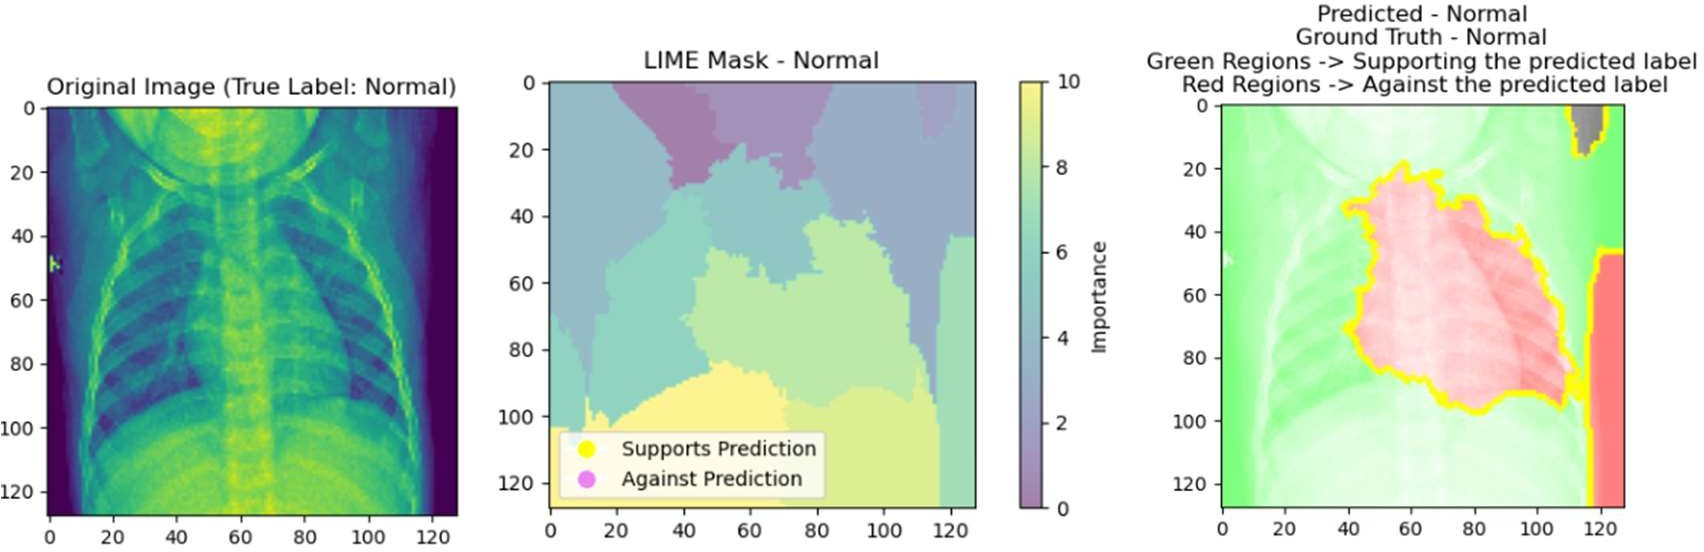 Original Image (True Label: Normal)
0
20
40
60
80
100
120
0 20 40 60 80 100 120
LIME Mask - Normal
0
20
40
60
80
100
120
Supports Prediction
Against Prediction
0 20 40 60 80 100 120
10
8
6
4
2
0
Importance
Predicted - Normal
Ground Truth - Normal
Green Regions -> Supporting the predicted label
Red Regions -> Against the predicted label
0
20
40
60
80
100
120
0 20 40 60 80 100 120